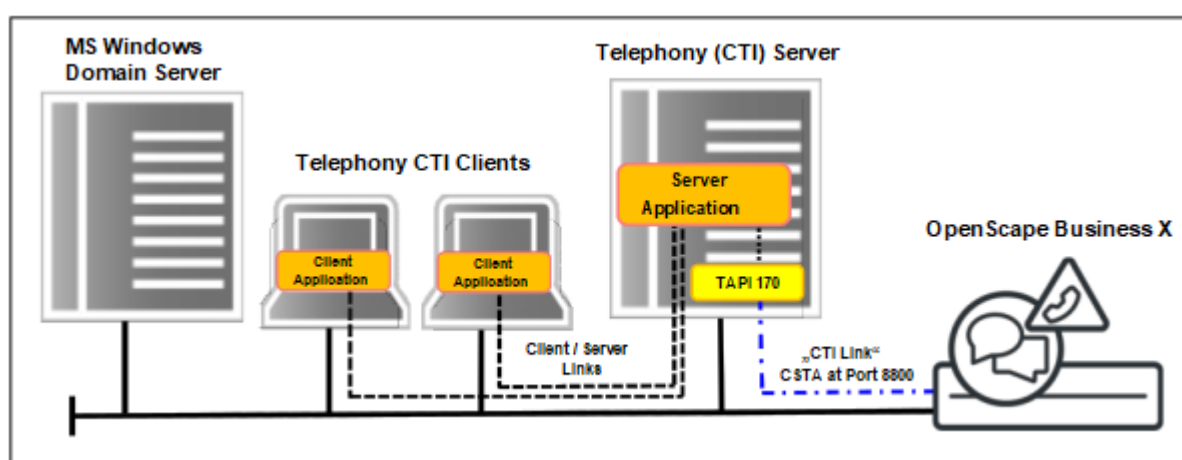 MS Windows
Domain Server
Telephony (CTI) Server
Telephony CTI Clients
Server
Application
OpenScape Business X
Client
Application
Client
Application
TAPI 170
Client / Server
Links
„CTI Link“
CSTA at Port 8800